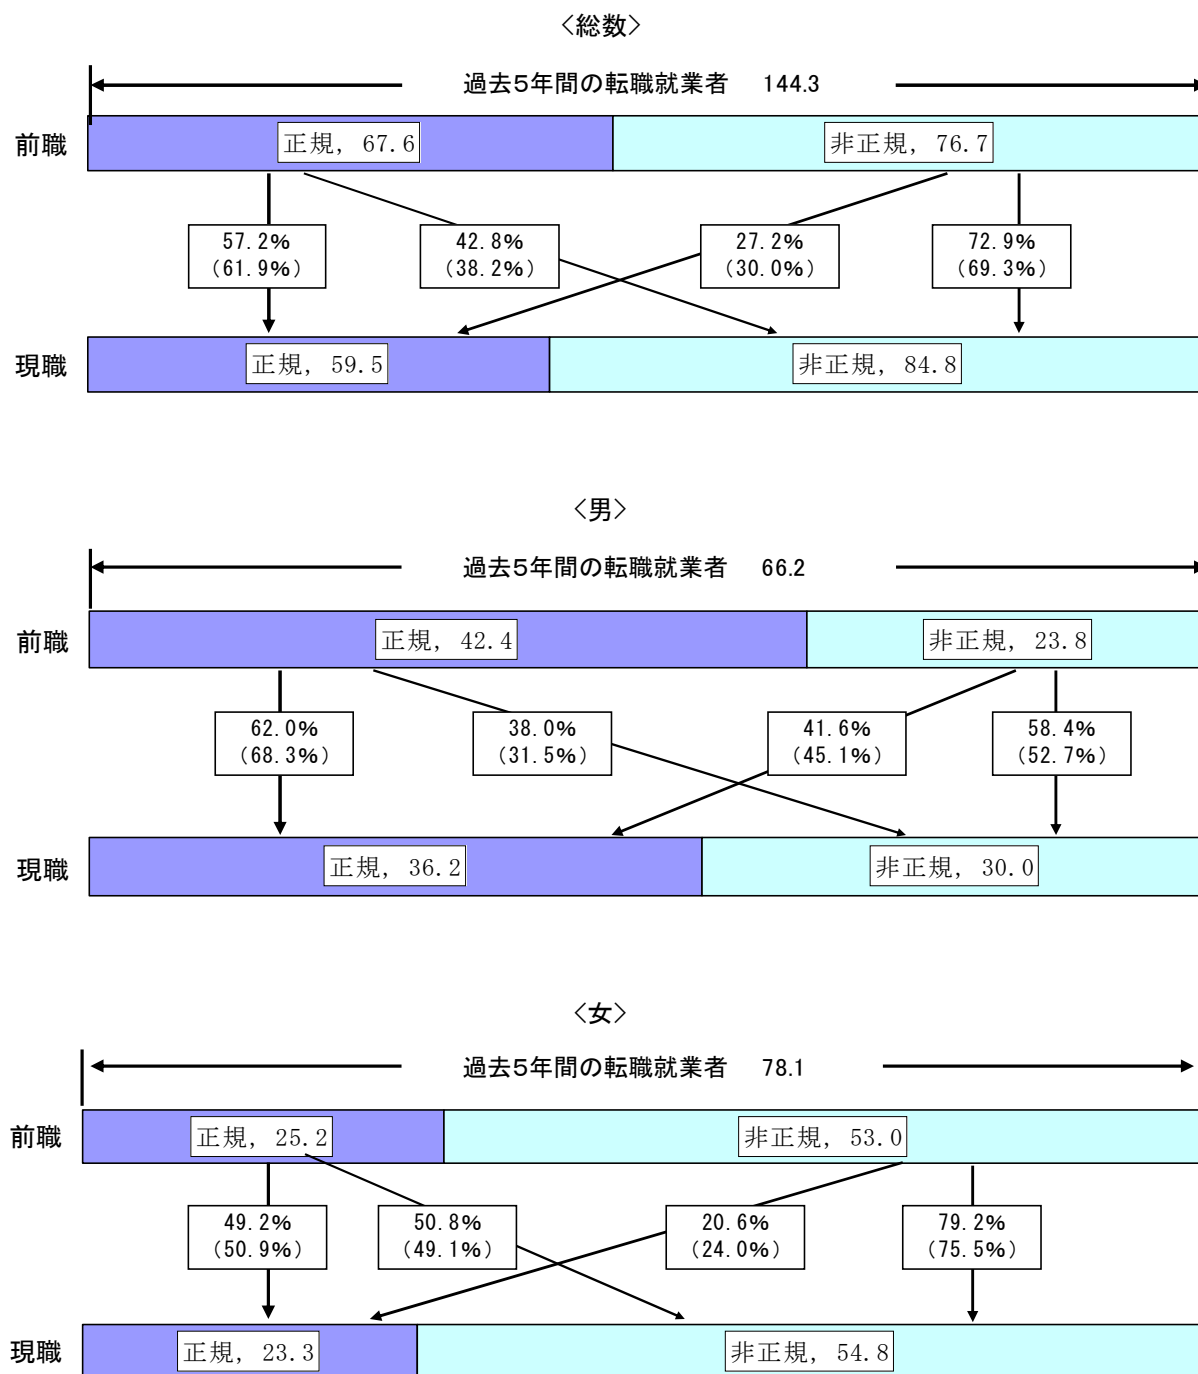 <総数>
過去5年間の転職就業者 144.3
前職
正規, 67.6
非正規, 76.7
57.2%
(61.9%)
42.8%
(38.2%)
27.2%
(30.0%)
72.9%
(69.3%)
現職
正規, 59.5
非正規, 84.8
<男>
過去5年間の転職就業者 66.2
前職
正規, 42.4
非正規, 23.8
62.0%
(68.3%)
38.0%
(31.5%)
41.6%
(45.1%)
58.4%
(52.7%)
現職
正規, 36.2
非正規, 30.0
<女>
過去5年間の転職就業者 78.1
前職
正規, 25.2
非正規, 53.0
49.2%
(50.9%)
50.8%
(49.1%)
20.6%
(24.0%)
79.2%
(75.5%)
現職
正規, 23.3
非正規, 54.8